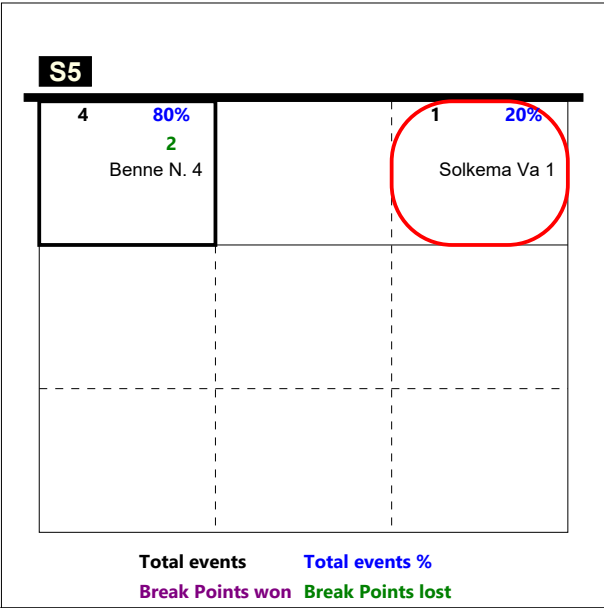 S5
4 80% 1 20%
2
Benne N. 4 Solkema Va 1
Total events Total events %
Break Points won Break Points lost